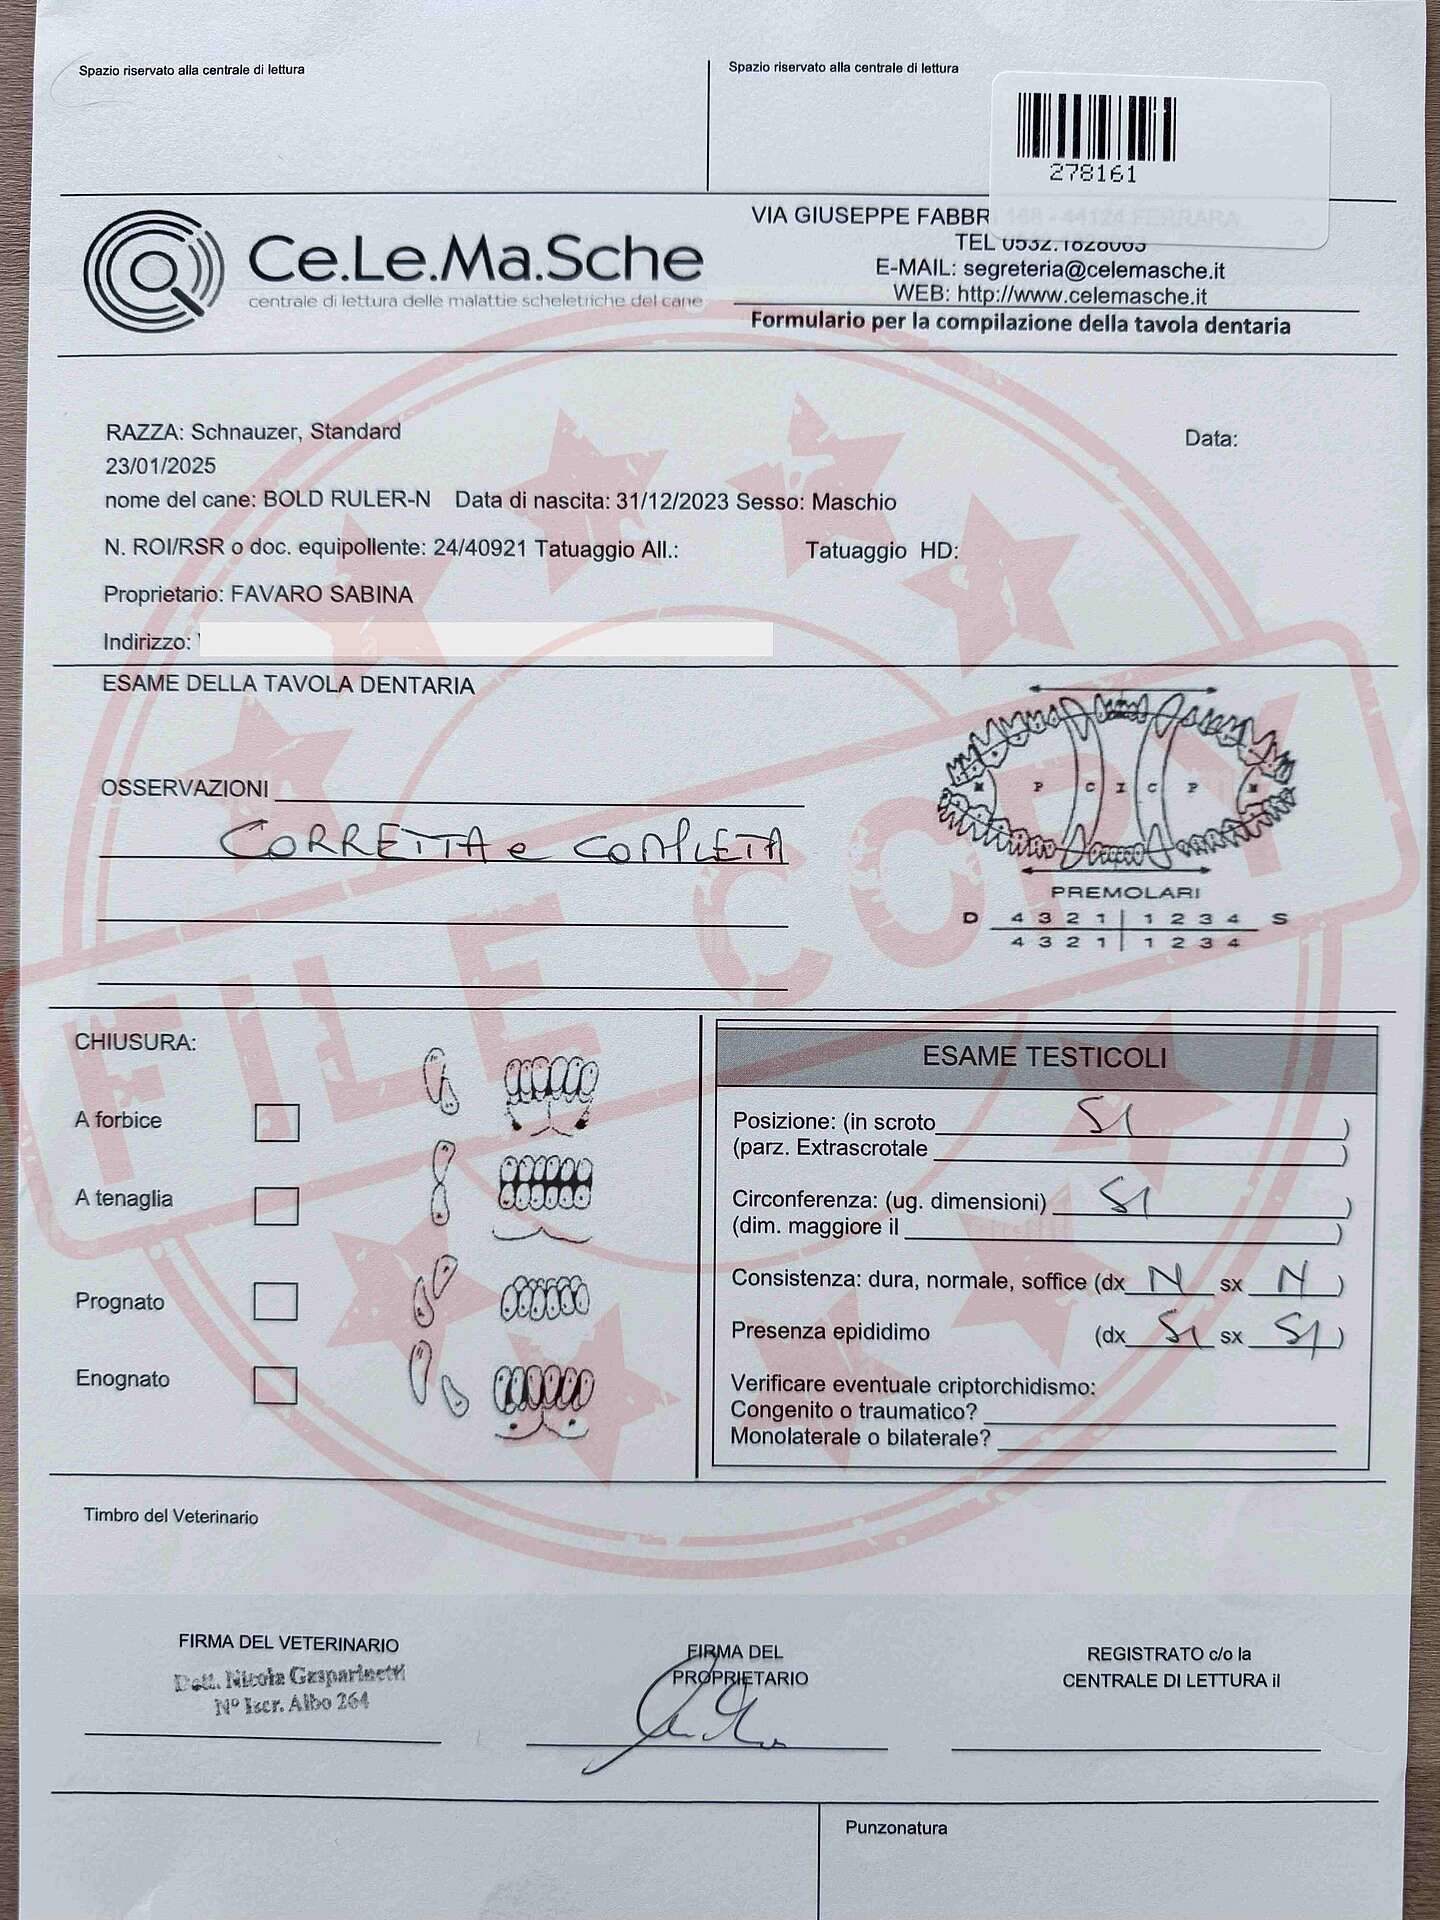 Spazio riservato alla centrale di lettura
Spazio riservato alla centrale di lettura
278161
Ce.Le.Ma.Sche
centrale di lettura delle malattie scheletriche del cane
VIA GIUSEPPE FABBRI 168 - 44124 FERRARA
TEL 0532.1828063
E-MAIL: segreteria@celemasche.it
WEB: http://www.celemasche.it
Formulario per la compilazione della tavola dentaria
RAZZA: Schnauzer, Standard
Data:
23/01/2025
nome del cane: BOLD RULER-N Data di nascita: 31/12/2023 Sesso: Maschio
N. ROI/RSR o doc. equipollente: 24/40921 Tatuaggio All.: Tatuaggio HD:
Proprietario: FAVARO SABINA
Indirizzo:
ESAME DELLA TAVOLA DENTARIA
OSSERVAZIONI
CORRETTA e COMPLETA
M P C I C P M
PREMOLARI
D 4 3 2 1 1 2 3 4 S
4 3 2 1 1 2 3 4
FILE COPY
CHIUSURA:
A forbice
A tenaglia
Prognato
Enognato
ESAME TESTICOLI
Posizione: (in scroto SI )
(parz. Extrascrotale )
Circonferenza: (ug. dimensioni) SI )
(dim. maggiore il )
Consistenza: dura, normale, soffice (dx N sx N )
Presenza epididimo (dx SI sx SI )
Verificare eventuale criptorchidismo:
Congenito o traumatico?
Monolaterale o bilaterale?
Timbro del Veterinario
FIRMA DEL VETERINARIO
Dott. Nicola Gasparinetti
N° Iscr. Albo 264
FIRMA DEL
PROPRIETARIO
REGISTRATO c/o la
CENTRALE DI LETTURA il
Punzonatura